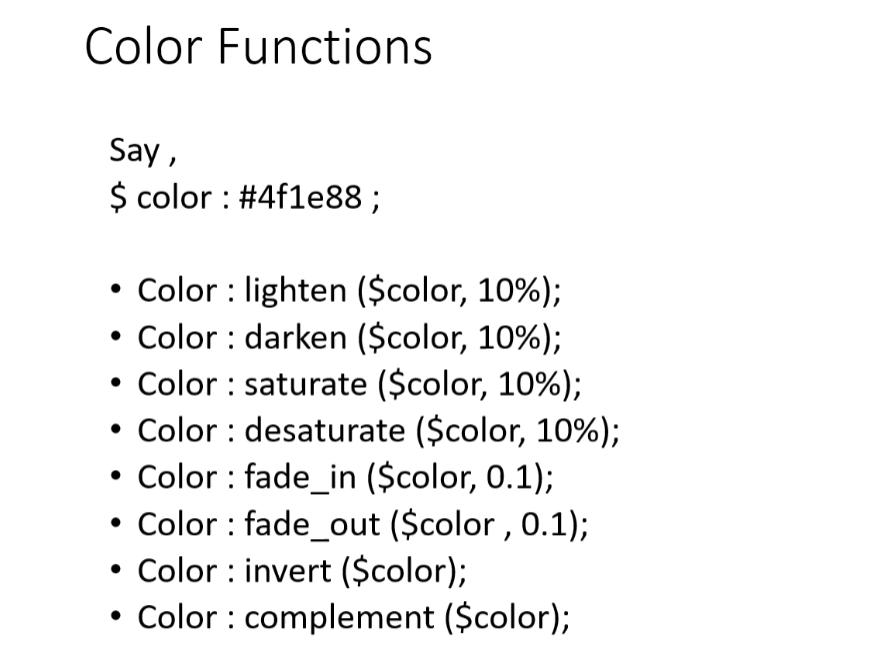 Color Functions
Say ,
$ color : #4f1e88 ;
• Color : lighten ($color, 10%);
• Color : darken ($color, 10%);
• Color : saturate ($color, 10%);
• Color : desaturate ($color, 10%);
• Color : fade_in ($color, 0.1);
• Color : fade_out ($color , 0.1);
• Color : invert ($color);
• Color : complement ($color);